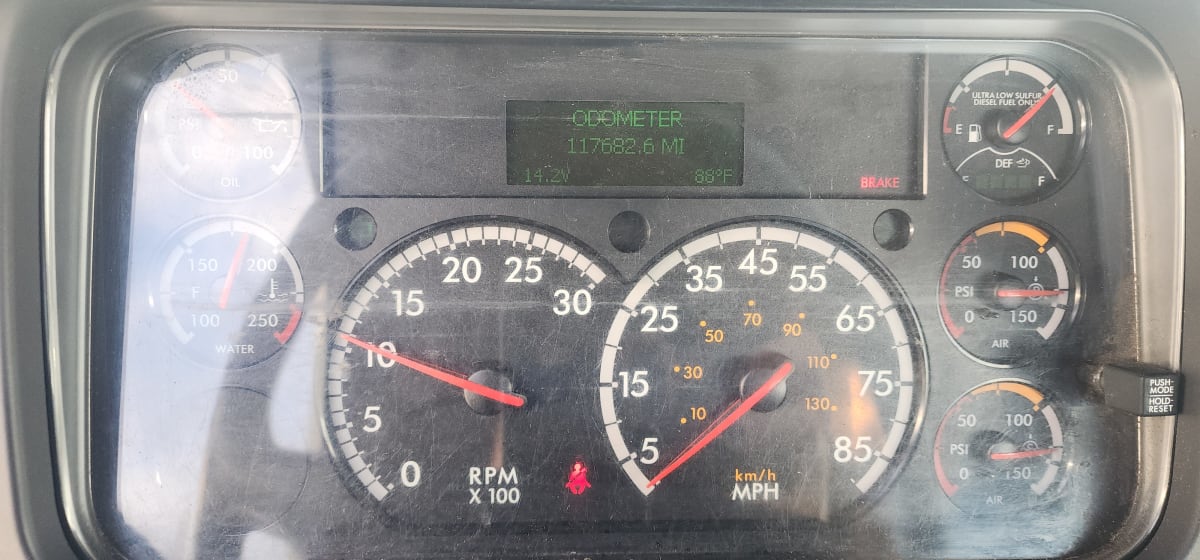 50
PSI
0
100
OIL
150
200
F
100
250
WATER
ODOMETER
117682.6 MI
14.2V
86°F
BRAKE
0
5
10
15
20
25
30
RPM
X 100
5
15
25
35
45
55
65
75
85
10
30
50
70
90
110
130
km/h
MPH
ULTRA LOW SULFUR
DIESEL FUEL ONLY
E
F
DEF
F
50
100
PSI
0
150
AIR
50
100
PSI
0
150
AIR
PUSH-
MODE
HOLD-
RESET